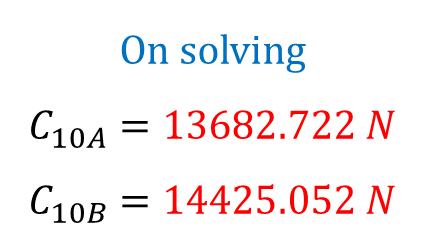 On solving
C₁₀A = 13682.722 N
C₁₀B = 14425.052 N